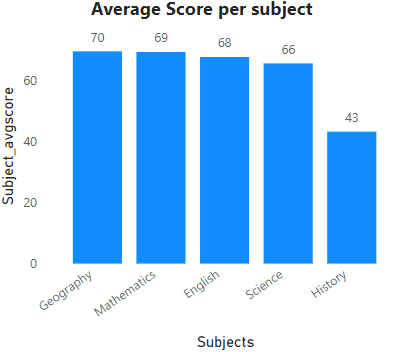 Average Score per subject
70
69
68
66
43
Subject_avgscore
60
40
20
0
Geography
Mathematics
English
Science
History
Subjects